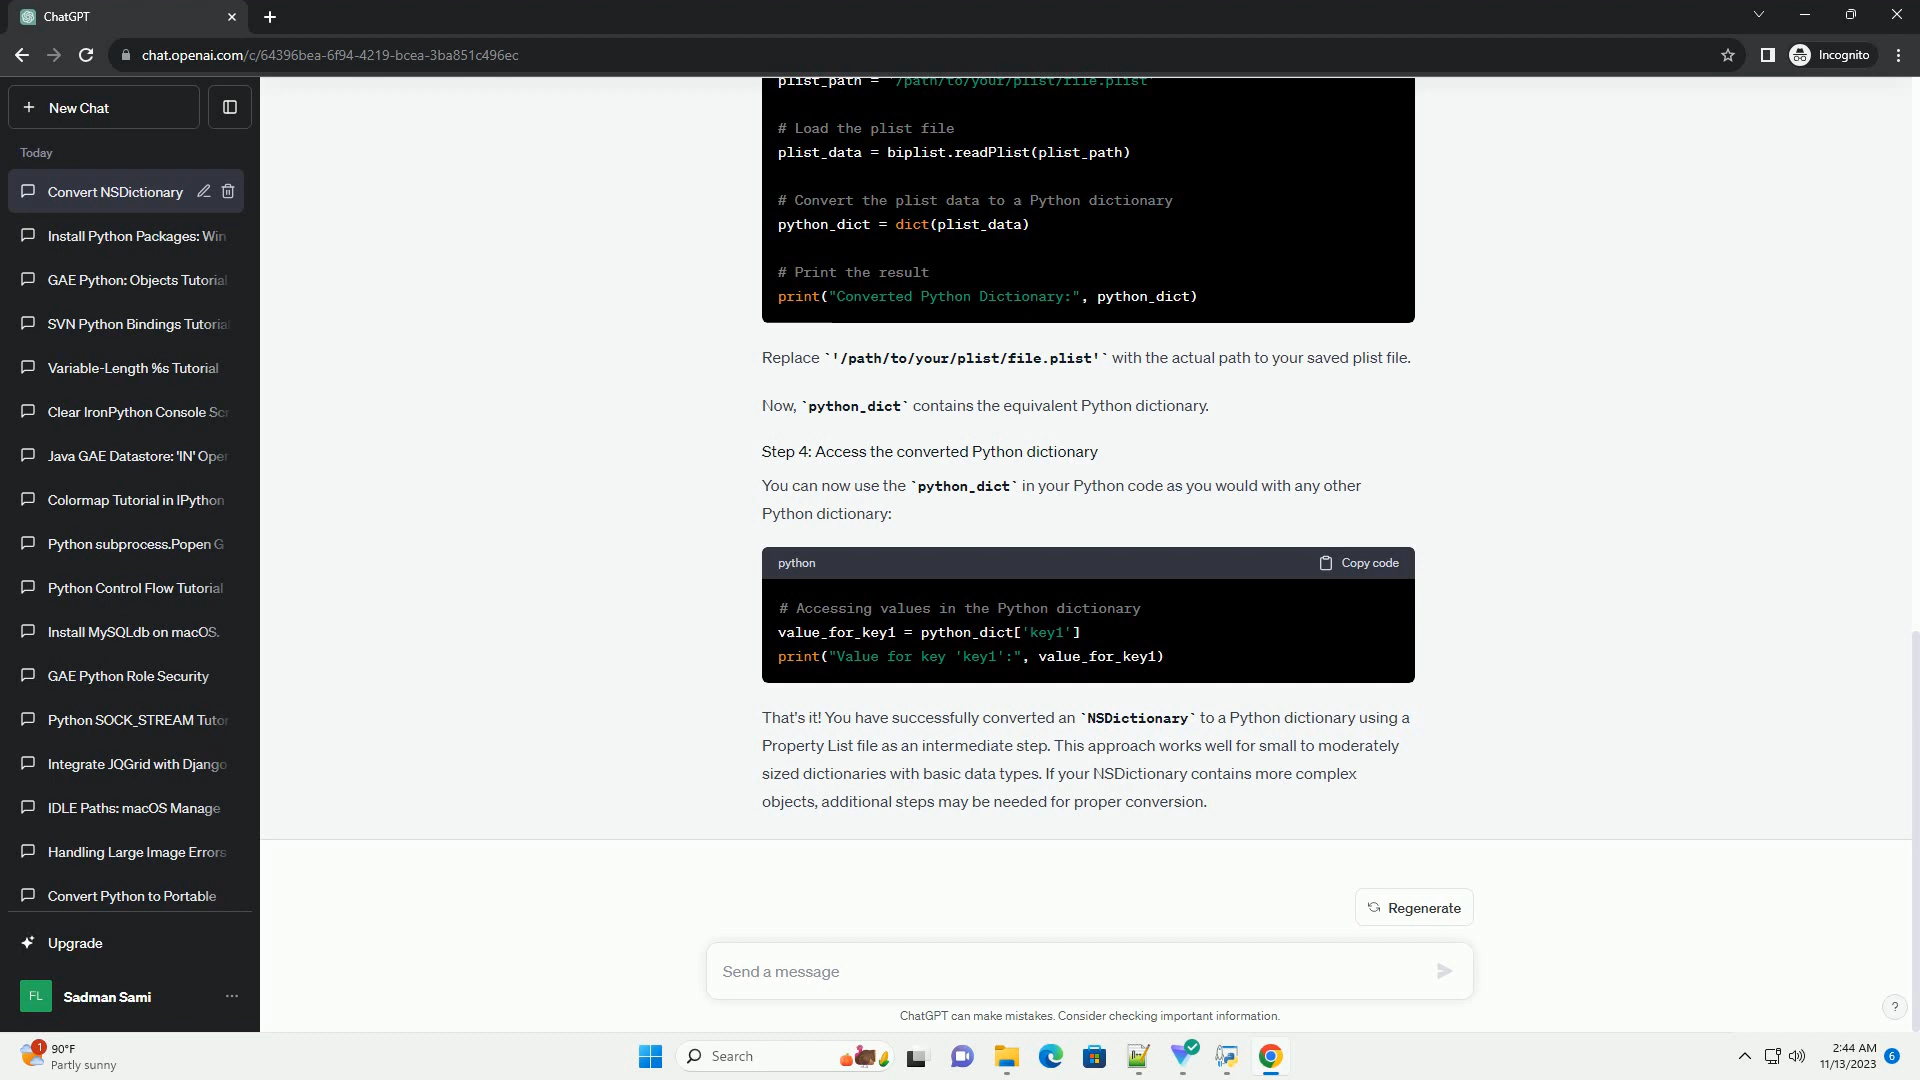 ChatGPT
chat.openai.com/c/64396bea-6f94-4219-bcea-3ba851c496ec
Incognito
New Chat
Today
Convert NSDictionary
Install Python Packages: Win
GAE Python: Objects Tutorial
SVN Python Bindings Tutorial
Variable-Length %s Tutorial
Clear IronPython Console Scr
Java GAE Datastore: 'IN' Oper
Colormap Tutorial in IPython
Python subprocess.Popen G
Python Control Flow Tutorial
Install MySQLdb on macOS.
GAE Python Role Security
Python SOCK_STREAM Tutor
Integrate JQGrid with Django
IDLE Paths: macOS Manage
Handling Large Image Errors
Convert Python to Portable
Upgrade
FL
Sadman Sami
plist_path = '/path/to/your/plist/file.plist'
# Load the plist file
plist_data = biplist.readPlist(plist_path)
# Convert the plist data to a Python dictionary
python_dict = dict(plist_data)
# Print the result
print("Converted Python Dictionary:", python_dict)
Replace `'/path/to/your/plist/file.plist'` with the actual path to your saved plist file.
Now, `python_dict` contains the equivalent Python dictionary.
Step 4: Access the converted Python dictionary
You can now use the `python_dict` in your Python code as you would with any other
Python dictionary:
python
Copy code
# Accessing values in the Python dictionary
value_for_key1 = python_dict['key1']
print("Value for key 'key1':", value_for_key1)
That's it! You have successfully converted an `NSDictionary` to a Python dictionary using a
Property List file as an intermediate step. This approach works well for small to moderately
sized dictionaries with basic data types. If your NSDictionary contains more complex
objects, additional steps may be needed for proper conversion.
Regenerate
Send a message
ChatGPT can make mistakes. Consider checking important information.
?
1
90°F
Partly sunny
Search
2:44 AM
11/13/2023
6